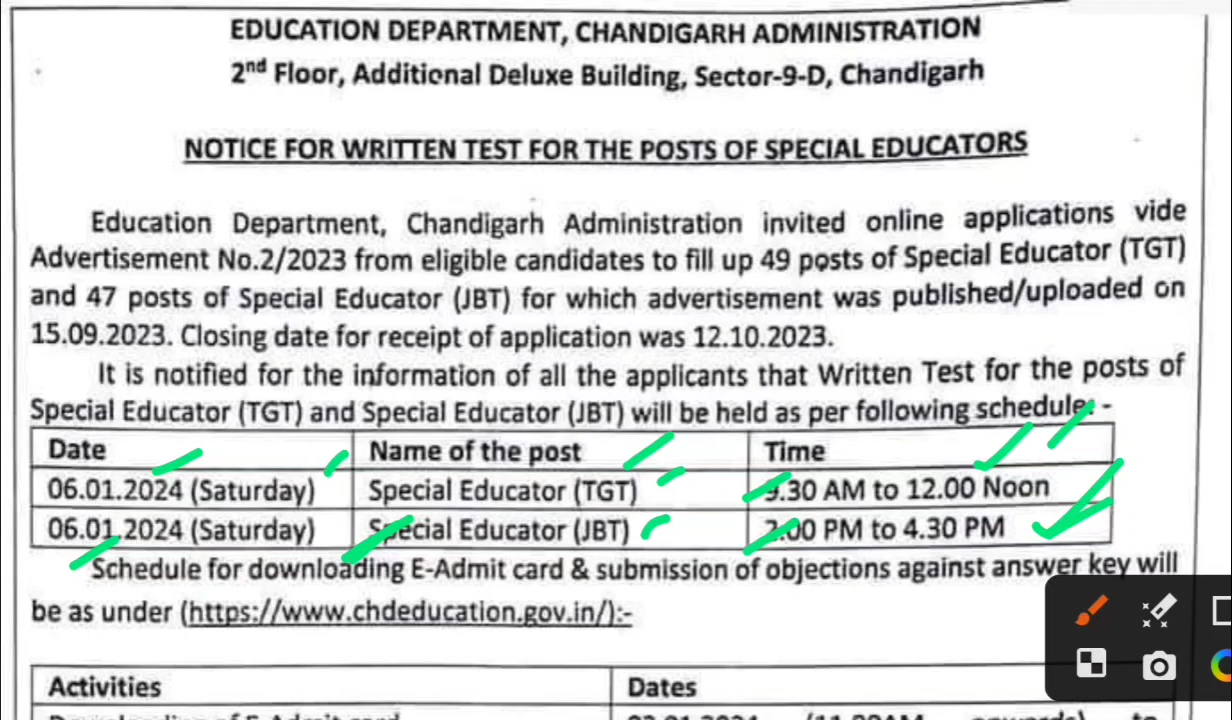 EDUCATION DEPARTMENT, CHANDIGARH ADMINISTRATION
2nd Floor, Additional Deluxe Building, Sector-9-D, Chandigarh
NOTICE FOR WRITTEN TEST FOR THE POSTS OF SPECIAL EDUCATORS
Education Department, Chandigarh Administration invited online applications vide
Advertisement No.2/2023 from eligible candidates to fill up 49 posts of Special Educator (TGT)
and 47 posts of Special Educator (JBT) for which advertisement was published/uploaded on
15.09.2023. Closing date for receipt of application was 12.10.2023.
It is notified for the information of all the applicants that Written Test for the posts of
Special Educator (TGT) and Special Educator (JBT) will be held as per following schedule: -
Date Name of the post Time
06.01.2024 (Saturday) Special Educator (TGT) 9.30 AM to 12.00 Noon
06.01.2024 (Saturday) Special Educator (JBT) 2.00 PM to 4.30 PM
Schedule for downloading E-Admit card & submission of objections against answer key will
be as under (https://www.chdeducation.gov.in/):-
Activities Dates